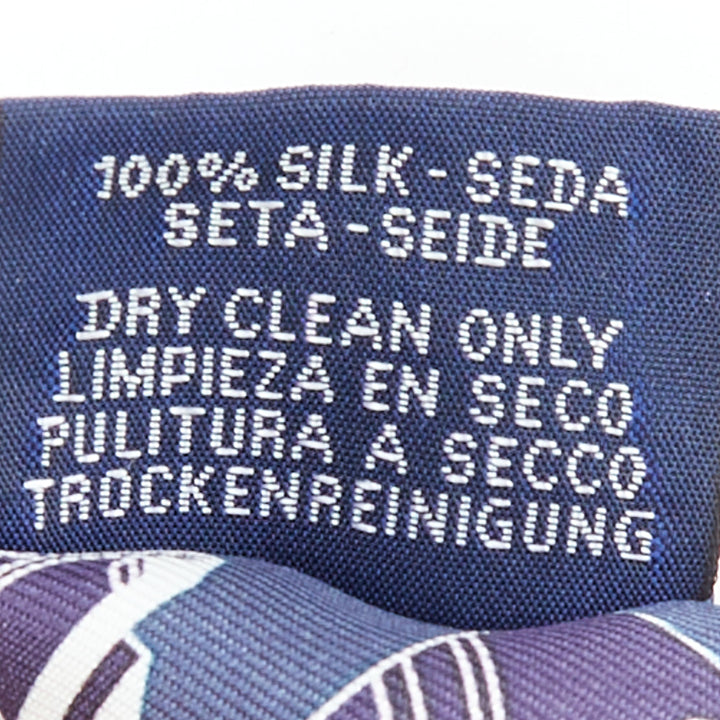 100% SILK - SEDA
SETA - SEIDE
DRY CLEAN ONLY
LIMPIEZA EN SECO
PULITURA A SECCO
TROCKENREINIGUNG